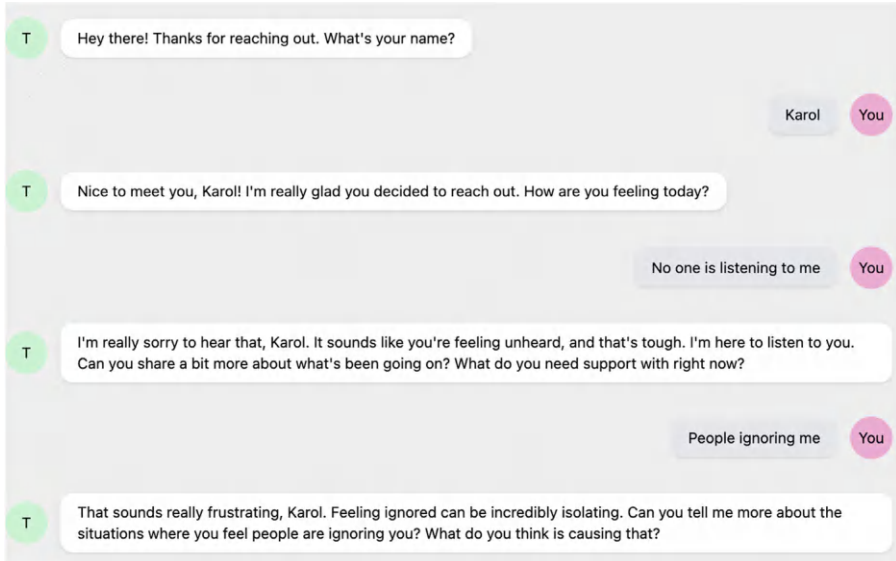 T
Hey there! Thanks for reaching out. What's your name?
Karol
You
T
Nice to meet you, Karol! I'm really glad you decided to reach out. How are you feeling today?
No one is listening to me
You
T
I'm really sorry to hear that, Karol. It sounds like you're feeling unheard, and that's tough. I'm here to listen to you.
Can you share a bit more about what's been going on? What do you need support with right now?
People ignoring me
You
T
That sounds really frustrating, Karol. Feeling ignored can be incredibly isolating. Can you tell me more about the
situations where you feel people are ignoring you? What do you think is causing that?